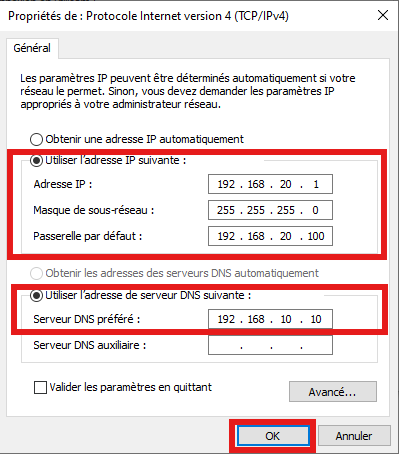 Propriétés de : Protocole Internet version 4 (TCP/IPv4)
Général
Les paramètres IP peuvent être déterminés automatiquement si votre
réseau le permet. Sinon, vous devez demander les paramètres IP
appropriés à votre administrateur réseau.
Obtenir une adresse IP automatiquement
Utiliser l'adresse IP suivante :
Adresse IP : 192 . 168 . 20 . 1
Masque de sous-réseau : 255 . 255 . 255 . 0
Passerelle par défaut : 192 . 168 . 20 . 100
Obtenir les adresses des serveurs DNS automatiquement
Utiliser l'adresse de serveur DNS suivante :
Serveur DNS préféré : 192 . 168 . 10 . 10
Serveur DNS auxiliaire : . . .
Valider les paramètres en quittant
Avancé...
OK Annuler